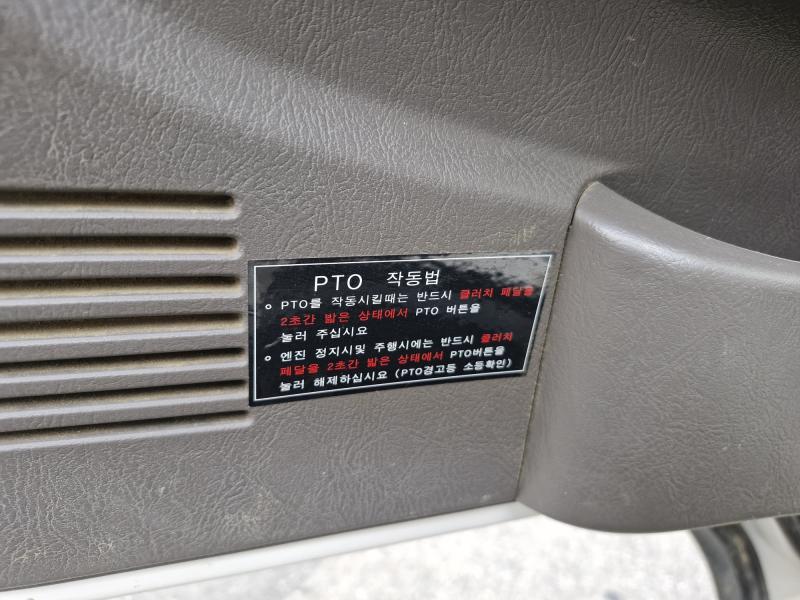 PTO 작동법
o PTO를 작동시킬때는 반드시 클러치 페달을
2초간 밟은 상태에서 PTO 버튼을
눌러 주십시요
o 엔진 정지시및 주행시에는 반드시 클러치
페달을 2초간 밟은 상태에서 PTO버튼을
눌러 해제하십시요 (PTO경고등 소등확인)